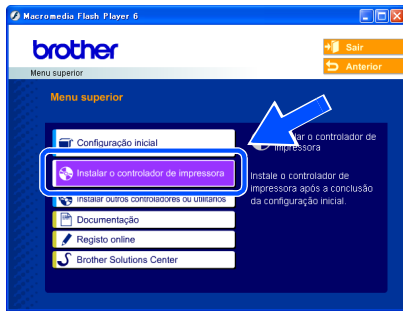 Macromedia Flash Player 6
brother
Sair
Anterior
Menu superior
Menu superior
Configuração inicial
Instalar o controlador de impressora
Instalar outros controladores ou utilitários
Documentação
Registo online
Brother Solutions Center
o controlador de
impressora
Instale o controlador de
impressora após a conclusão
da configuração inicial.